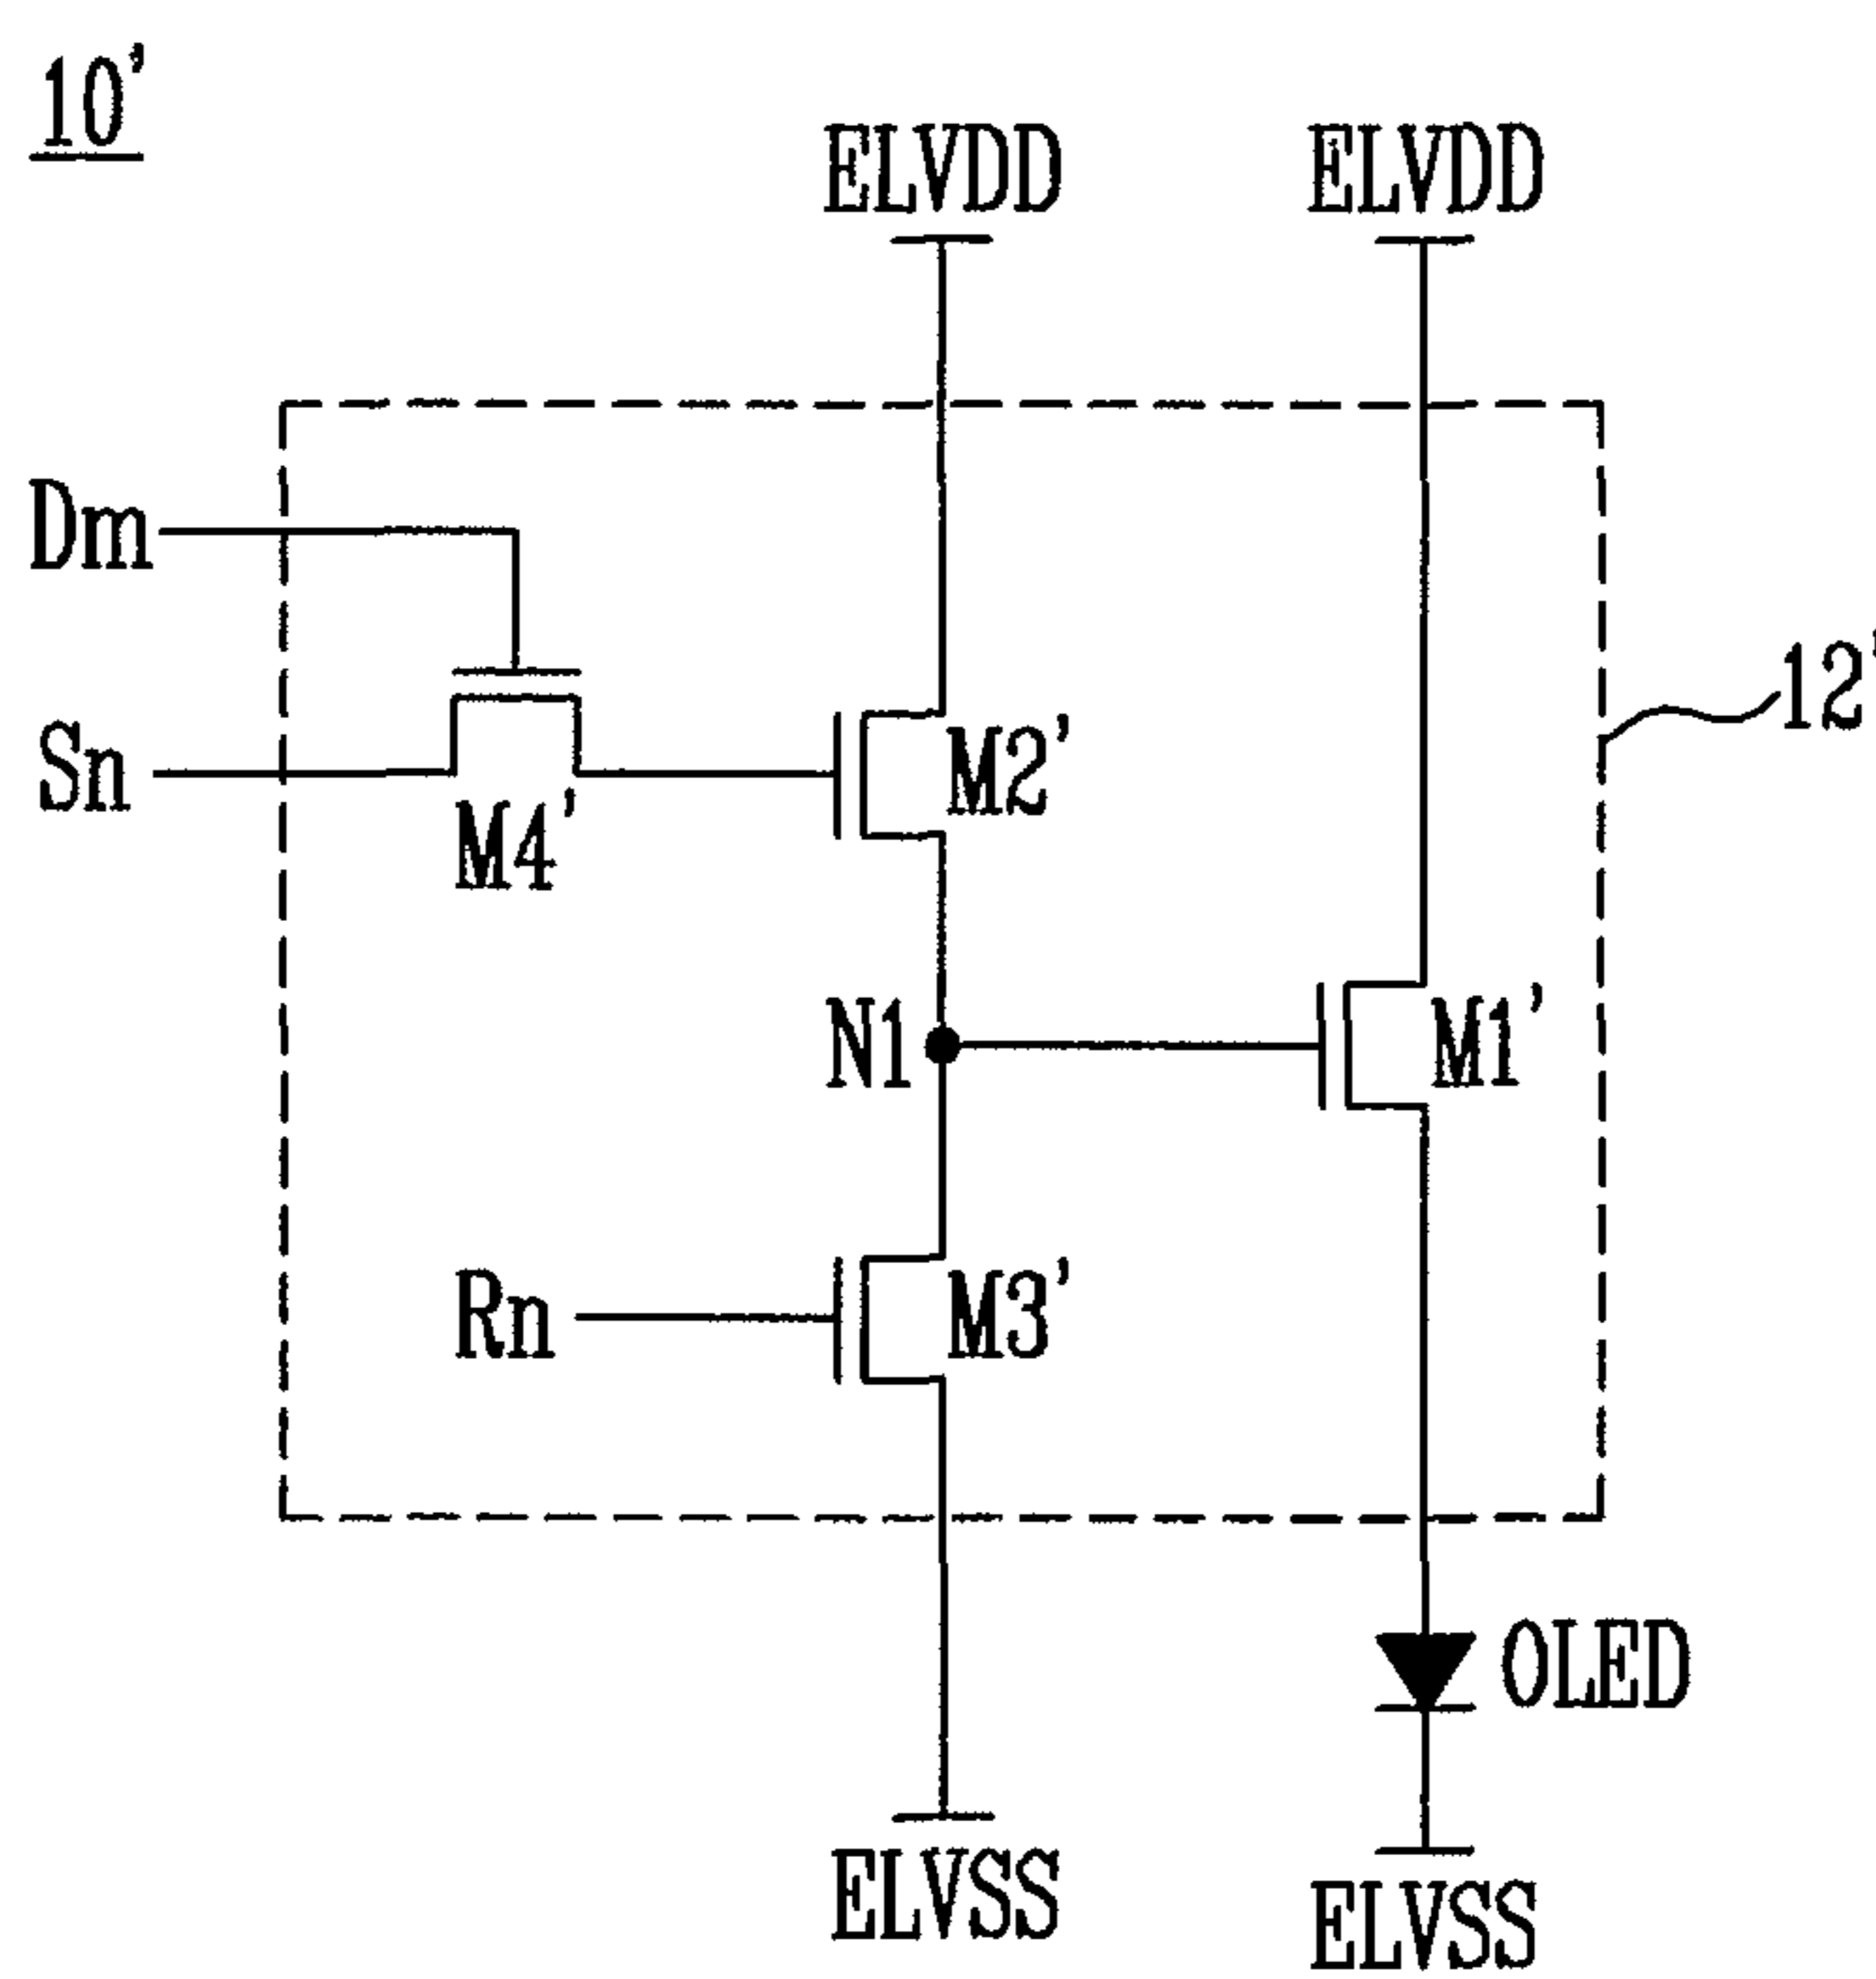 10'
ELVDD
ELVDD
Dm
12'
Sn
M2'
M4'
N1
M1'
Rn
M3'
OLED
ELVSS
ELVSS